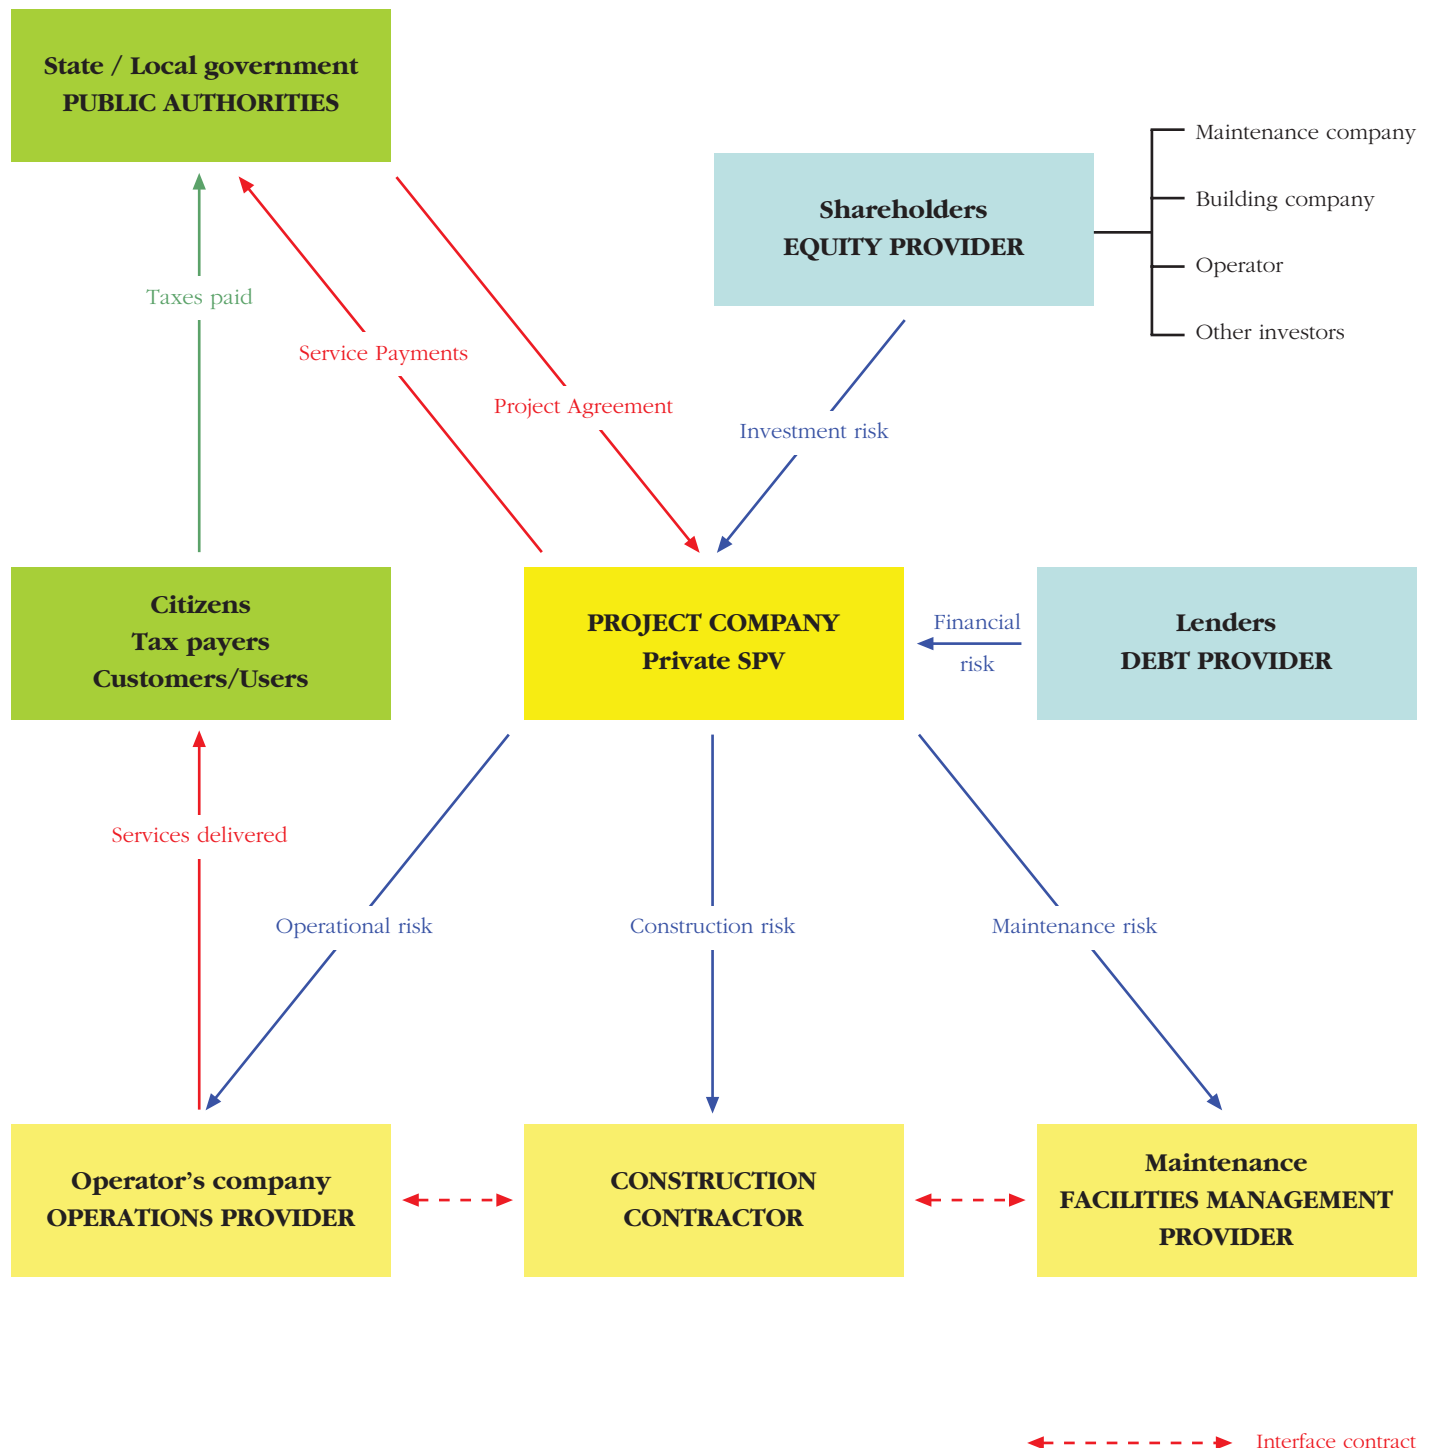 State / Local government
PUBLIC AUTHORITIES
Maintenance company
Shareholders
EQUITY PROVIDER
Building company
Operator
Other investors
Taxes paid
Service Payments
Project Agreement
Investment risk
Citizens
Tax payers
Customers/Users
PROJECT COMPANY
Private SPV
Financial
risk
Lenders
DEBT PROVIDER
Services delivered
Operational risk
Construction risk
Maintenance risk
Operator’s company
OPERATIONS PROVIDER
CONSTRUCTION
CONTRACTOR
Maintenance
FACILITIES MANAGEMENT
PROVIDER
Interface contract